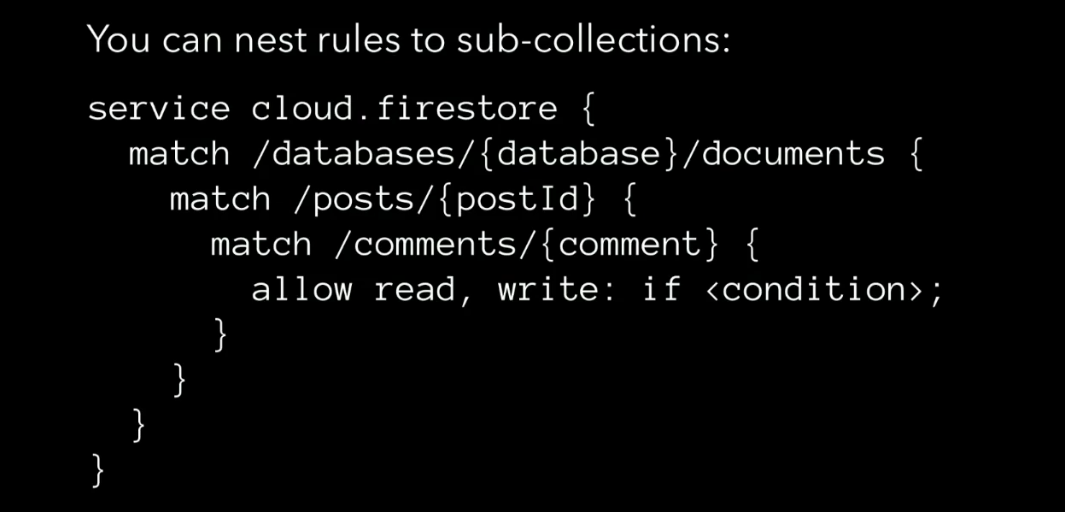 You can nest rules to sub-collections:
service cloud.firestore {
  match /databases/{database}/documents {
    match /posts/{postId} {
      match /comments/{comment} {
        allow read, write: if <condition>;
      }
    }
  }
}